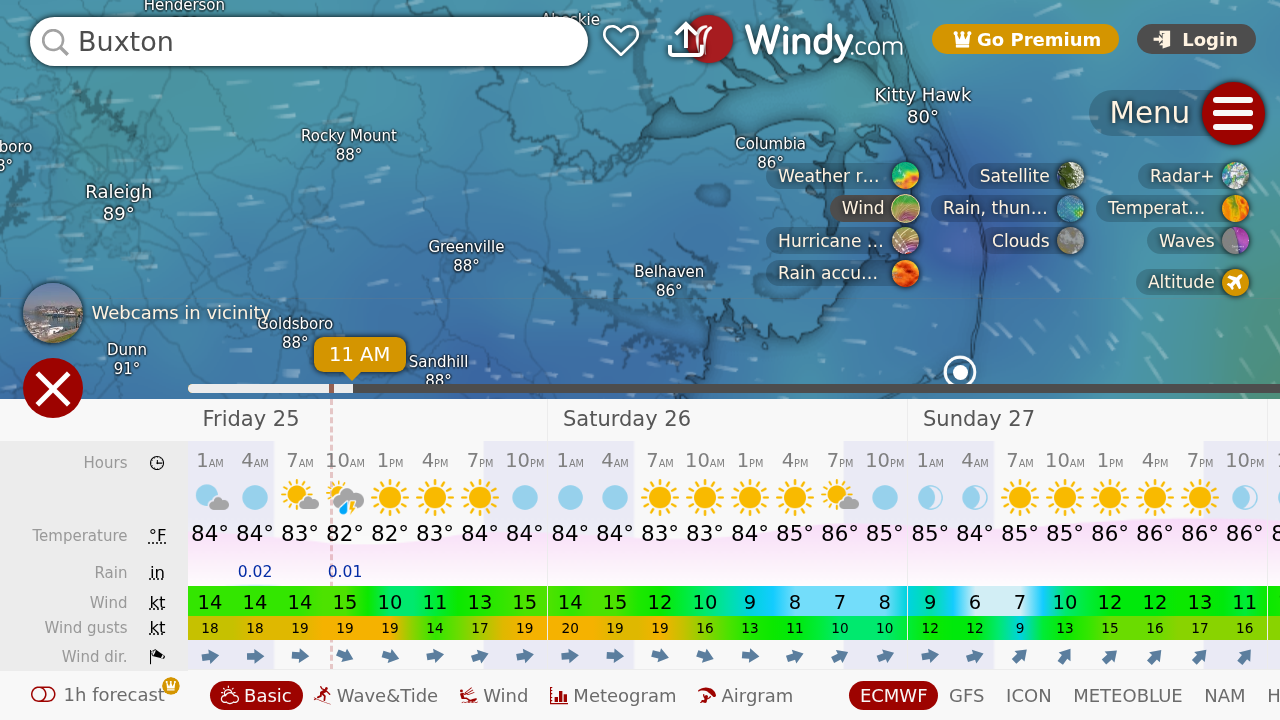 Henderson
Buxton
Windy.com
Go Premium
Login
Kitty Hawk
80°
Menu
Rocky Mount
88°
Columbia
86°
Weather r...
Satellite
Radar+
Raleigh
89°
Wind
Rain, thun...
Temperat...
Greenville
88°
Hurricane ...
Clouds
Waves
Belhaven
86°
Rain accu...
Altitude
Webcams in vicinity
Goldsboro
88°
Dunn
91°
11 AM
Sandhill
88°
Friday 25 Saturday 26 Sunday 27
Hours 1AM 4AM 7AM 10AM 1PM 4PM 7PM 10PM 1AM 4AM 7AM 10AM 1PM 4PM 7PM 10PM 1AM 4AM 7AM 10AM 1PM 4PM 7PM 10PM
Temperature °F 84° 84° 83° 82° 82° 83° 84° 84° 84° 84° 83° 83° 84° 85° 86° 85° 85° 84° 85° 85° 86° 86° 86° 86°
Rain in 0.02 0.01
Wind kt 14 14 14 15 10 11 13 15 14 15 12 10 9 8 7 8 9 6 7 10 12 12 13 11
Wind gusts kt 18 18 19 19 19 14 17 19 20 19 19 16 13 11 10 10 12 12 9 13 15 16 17 16
Wind dir.
1h forecast Basic Wave&Tide Wind Meteogram Airgram ECMWF GFS ICON METEOBLUE NAM